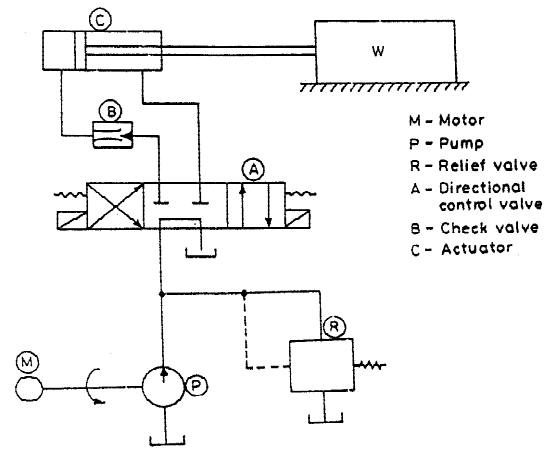 C
W
B
A
M – Motor
P – Pump
R – Relief valve
A – Directional
control valve
B – Check valve
C – Actuator
R
M
P